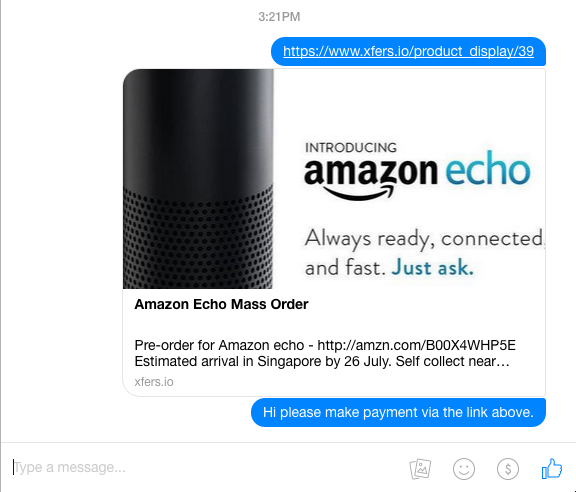 3:21PM
https://www.xfers.io/product_display/39
INTRODUCING
amazon echo
Always ready, connected
and fast. Just ask.
Amazon Echo Mass Order
Pre-order for Amazon echo - http://amzn.com/B00X4WHP5E
Estimated arrival in Singapore by 26 July. Self collect near...
xfers.io
Hi please make payment via the link above.
Type a message...
$